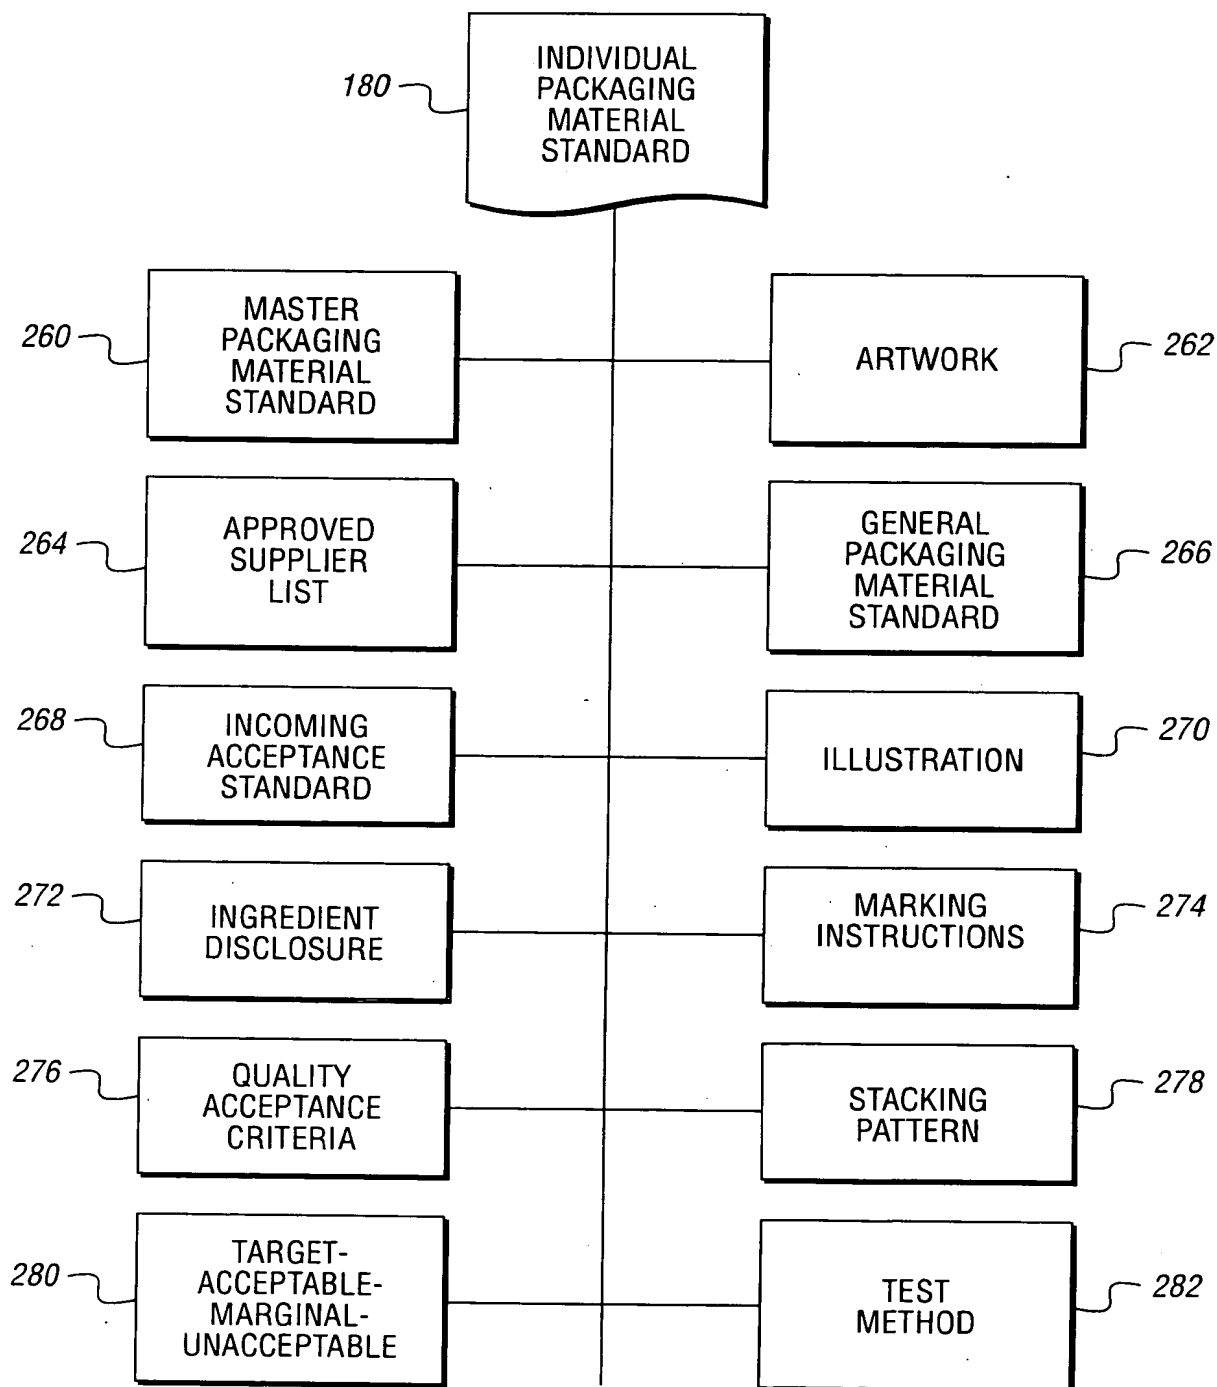 180
INDIVIDUAL
PACKAGING
MATERIAL
STANDARD
260
MASTER
PACKAGING
MATERIAL
STANDARD
ARTWORK
262
264
APPROVED
SUPPLIER
LIST
GENERAL
PACKAGING
MATERIAL
STANDARD
266
268
INCOMING
ACCEPTANCE
STANDARD
ILLUSTRATION
270
272
INGREDIENT
DISCLOSURE
MARKING
INSTRUCTIONS
274
276
QUALITY
ACCEPTANCE
CRITERIA
STACKING
PATTERN
278
280
TARGET-
ACCEPTABLE-
MARGINAL-
UNACCEPTABLE
TEST
METHOD
282